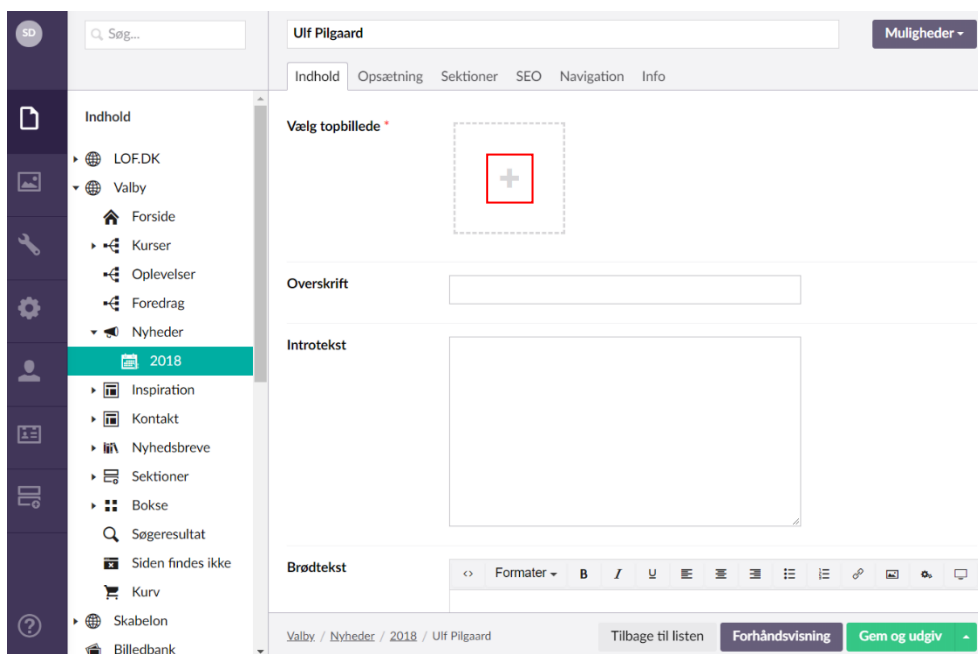 SD
Søg...
Ulf Pilgaard
Muligheder
Indhold Opsætning Sektioner SEO Navigation Info
Indhold
LOF.DK
Valby
Forside
Kurser
Oplevelser
Foredrag
Nyheder
2018
Inspiration
Kontakt
Nyhedsbreve
Sektioner
Bokse
Søgeresultat
Siden findes ikke
Kurv
Skabelon
Billedbank
Vælg topbillede *
Overskrift
Introtekst
Brødtekst
Formater B I U
Valby / Nyheder / 2018 / Ulf Pilgaard
Tilbage til listen
Forhåndsvisning
Gem og udgiv